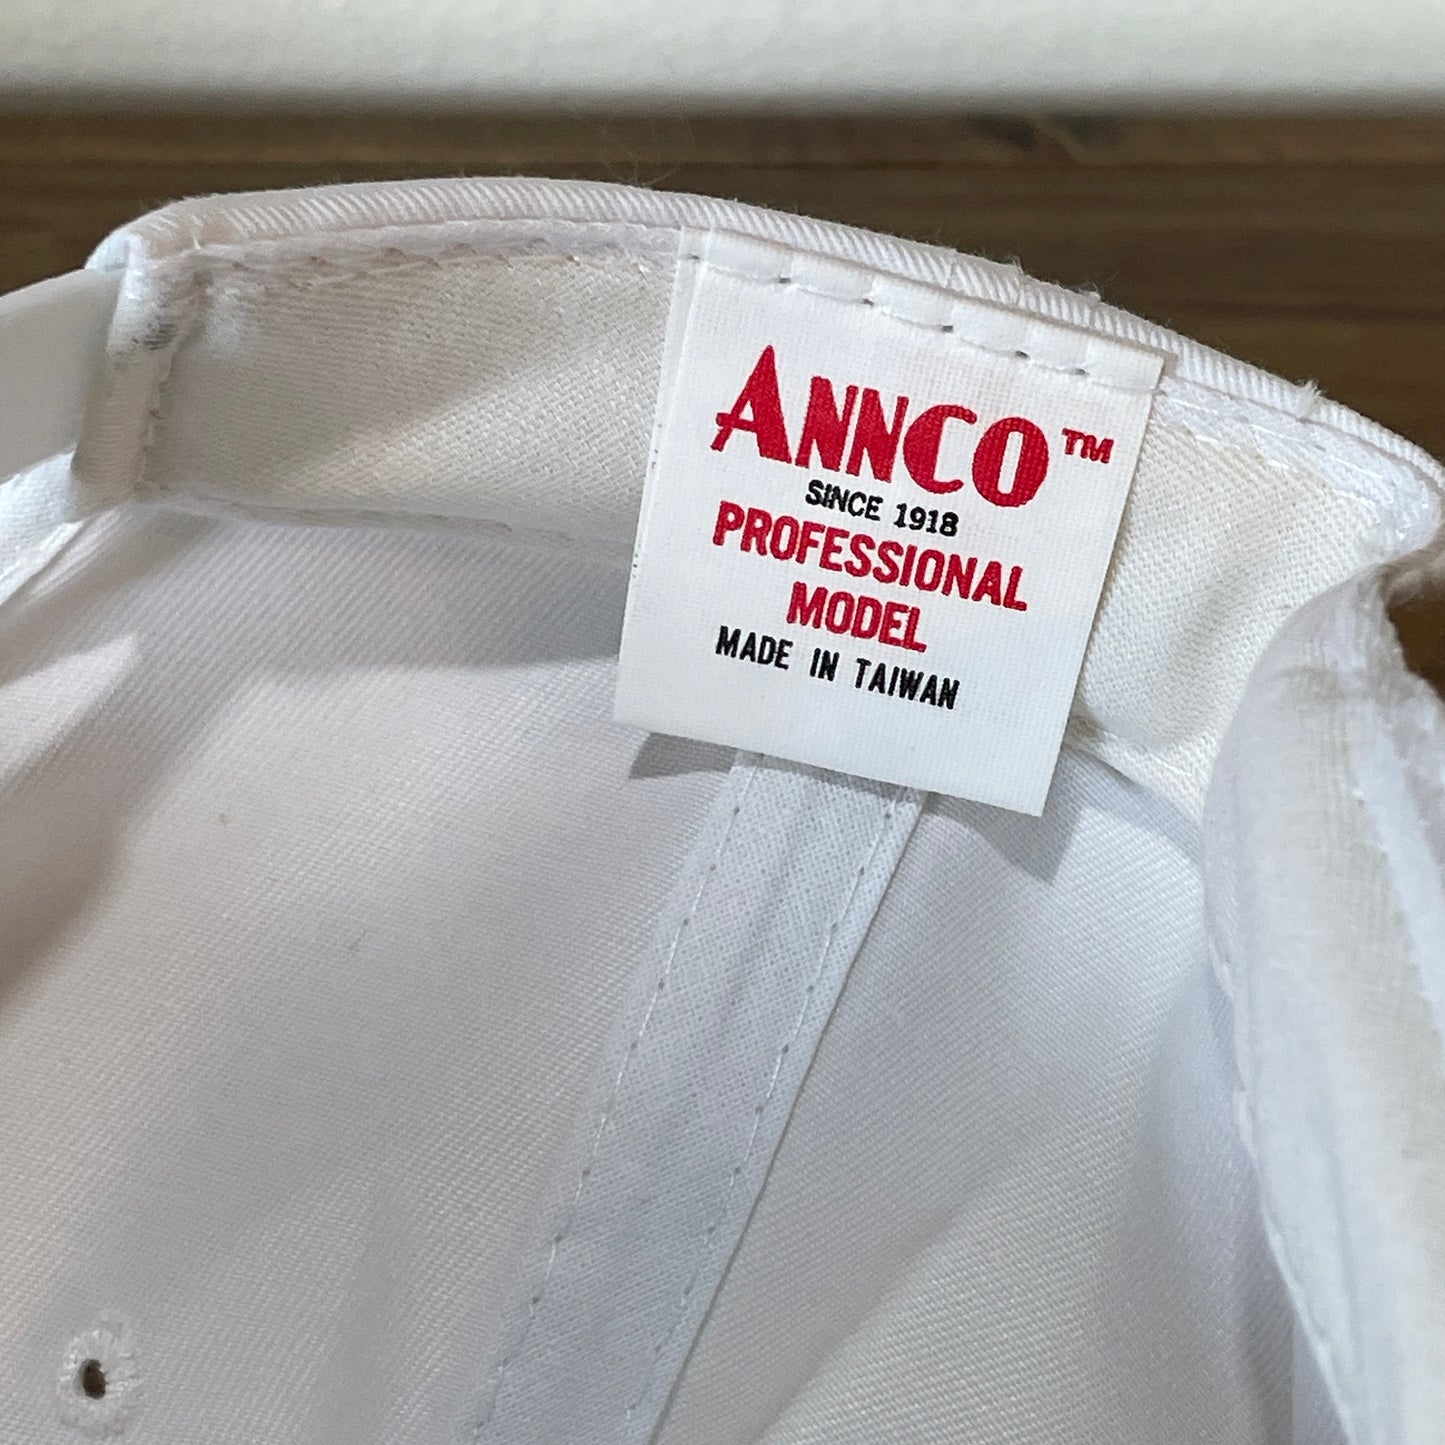 ANNCO™
SINCE 1918
PROFESSIONAL
MODEL
MADE IN TAIWAN